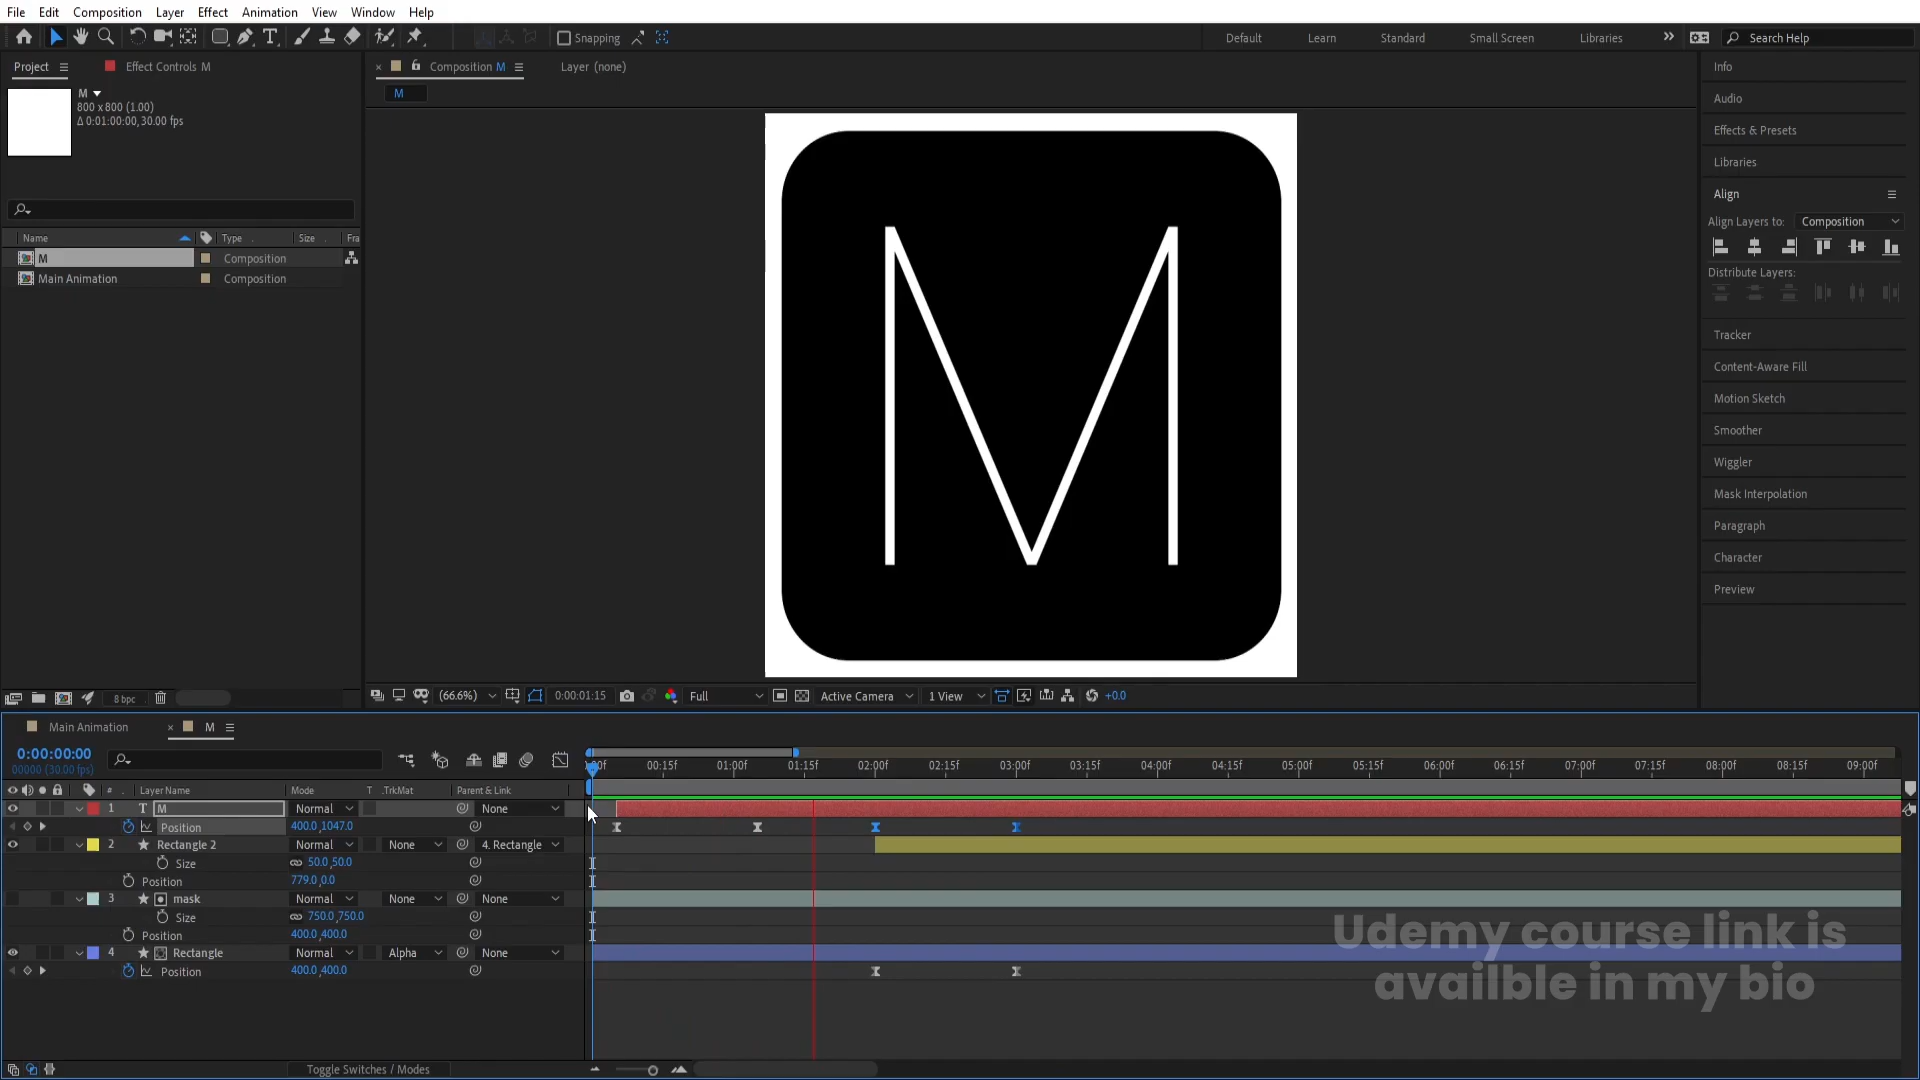 File Edit Composition Layer Effect Animation View Window Help
Snapping Default Learn Standard Small Screen Libraries Search Help
Project Effect Controls M Composition M Layer (none) Info
M M
800 x 800 (1.00)
Δ 0:01:00:00, 30.00 fps
Audio
Effects & Presets
Libraries
Align
Align Layers to: Composition
Distribute Layers:
Name Type Size Fra
M Composition
Main Animation Composition
M
Tracker
Content-Aware Fill
Motion Sketch
Smoother
Wiggler
Mask Interpolation
Paragraph
Character
Preview
8 bpc (66.6%) 0:00:01:15 Full Active Camera 1 View +0.0
Main Animation M
0:00:00:00
00000 (30.00 fps)
00:15f 01:00f 01:15f 02:00f 02:15f 03:00f 03:15f 04:00f 04:15f 05:00f 05:15f 06:00f 06:15f 07:00f 07:15f 08:00f 08:15f 09:00f
# Layer Name Mode T .TrkMat Parent & Link
1 T M Normal None
Position 400.0,1047.0
2 Rectangle 2 Normal None 4. Rectangle
Size 50.0,50.0
Position 779.0,0.0
3 mask Normal None None
Size 750.0,750.0
Position 400.0,400.0
4 Rectangle Normal Alpha None
Position 400.0,400.0
Udemy course link is
availble in my bio
Toggle Switches / Modes